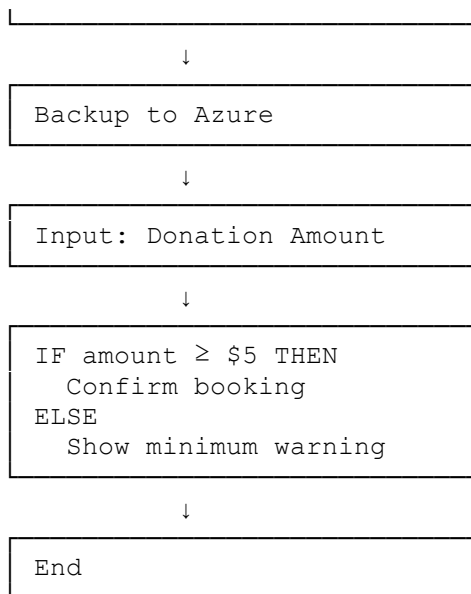 ↓
Backup to Azure
↓
Input: Donation Amount
↓
IF amount ≥ $5 THEN
Confirm booking
ELSE
Show minimum warning
↓
End